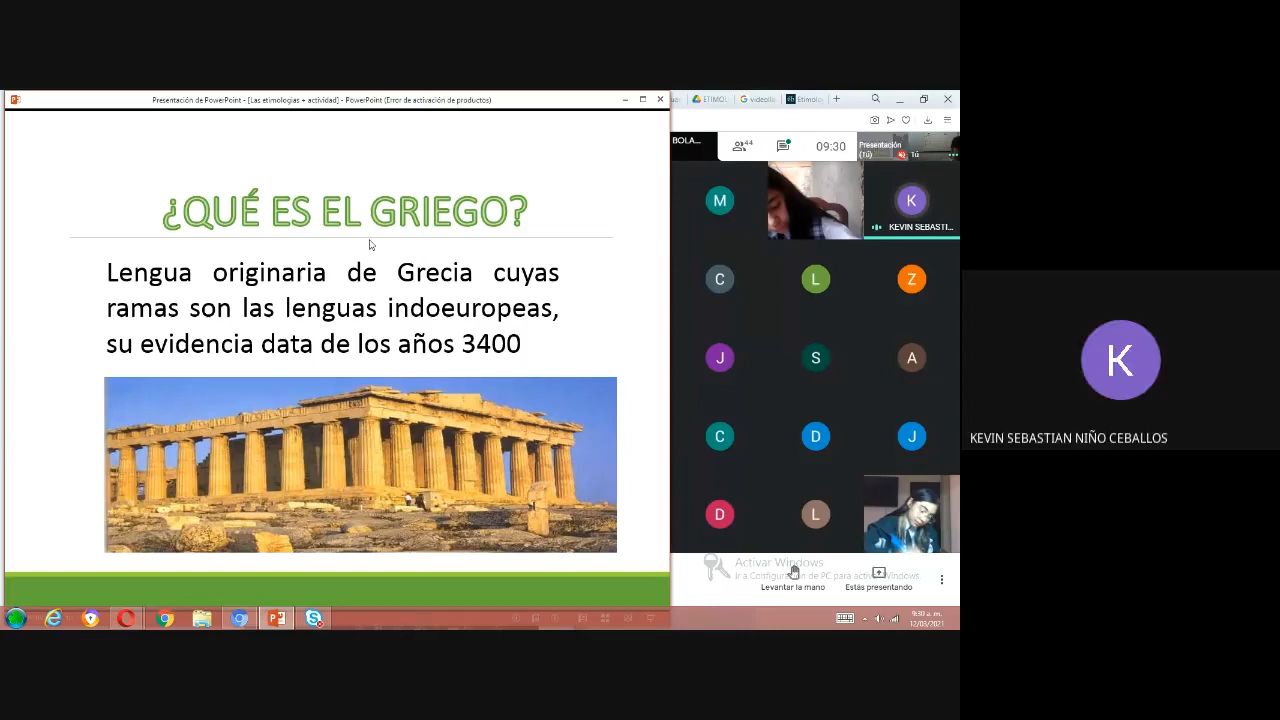 Presentación de PowerPoint - [Las etimologías + actividad] - PowerPoint (Error de activación de productos)
¿QUÉ ES EL GRIEGO?
Lengua originaria de Grecia cuyas
ramas son las lenguas indoeuropeas,
su evidencia data de los años 3400
ETIMOL
Etimolo
BOLA...
44
09:30
Presentación
(Tú)
Tú
M
K
KEVIN SEBASTI...
C
L
Z
J
S
A
C
D
J
D
L
Activar Windows
Ir a Configuración de PC para activar Windows.
Levantar la mano
Estás presentando
9:30 a. m.
12/03/2021
K
KEVIN SEBASTIAN NIÑO CEBALLOS